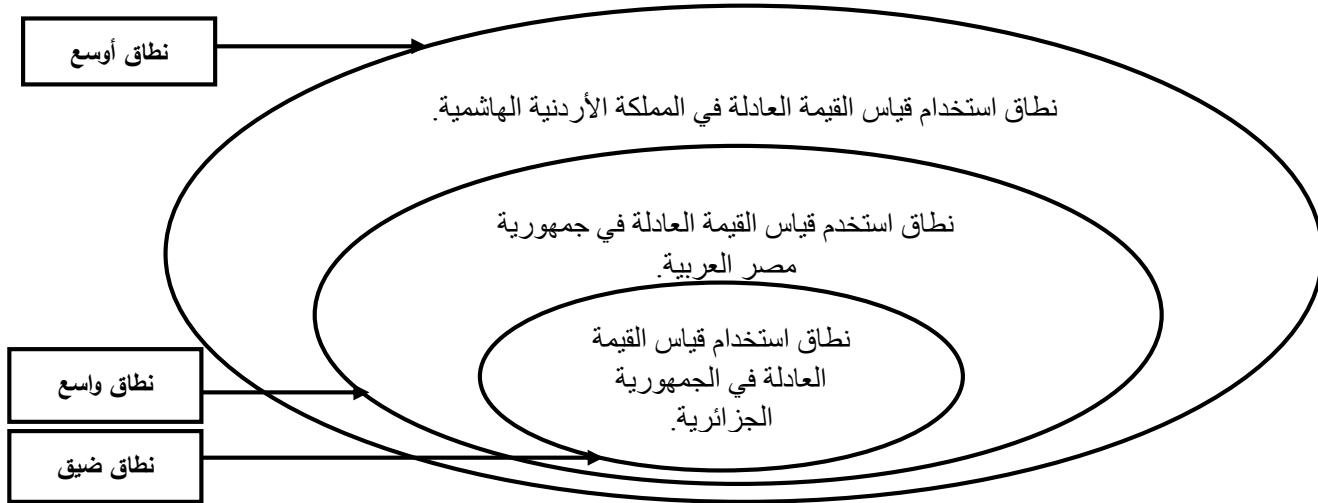 نطاق أوسع
نطاق استخدام قياس القيمة العادلة في المملكة الأردنية الهاشمية.
نطاق استخدم قياس القيمة العادلة في جمهورية
مصر العربية.
نطاق استخدام قياس القيمة
العادلة في الجمهورية
الجزائرية.
نطاق واسع
نطاق ضيق